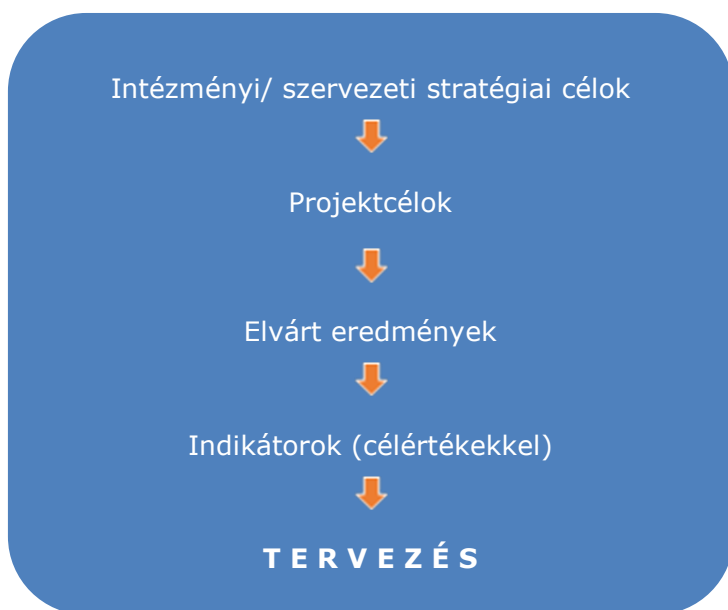 Intézményi/ szervezeti stratégiai célok
Projektcélok
Elvárt eredmények
Indikátorok (célértékekkel)
T E R V E Z É S